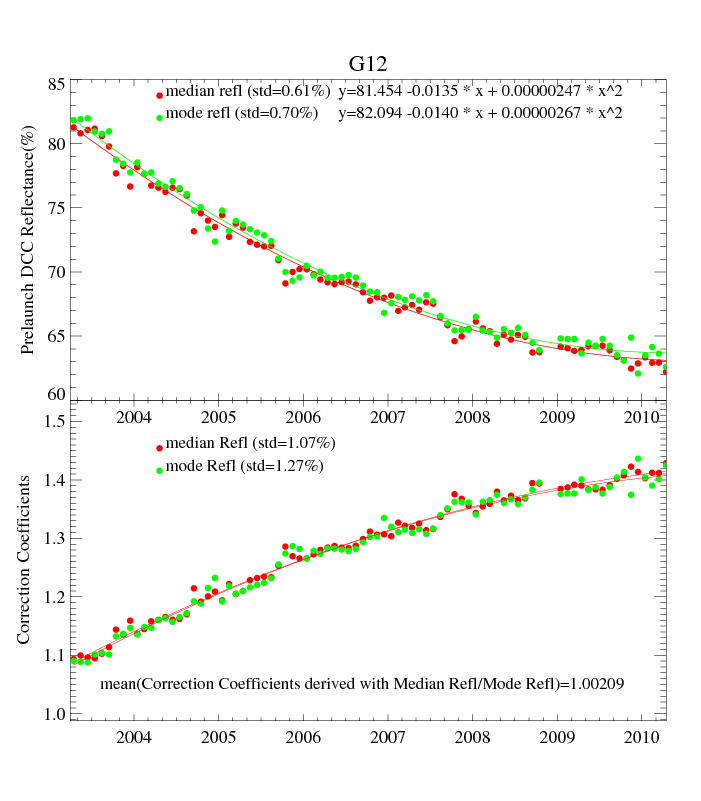 G12
85
median refl (std=0.61%) y=81.454 -0.0135 * x + 0.00000247 * x^2
mode refl (std=0.70%) y=82.094 -0.0140 * x + 0.00000267 * x^2
80
75
70
65
60
Prelaunch DCC Reflectance(%)
2004 2005 2006 2007 2008 2009 2010
1.5
median Refl (std=1.07%)
mode Refl (std=1.27%)
1.4
1.3
1.2
1.1
1.0
Correction Coefficients
mean(Correction Coefficients derived with Median Refl/Mode Refl)=1.00209
2004 2005 2006 2007 2008 2009 2010